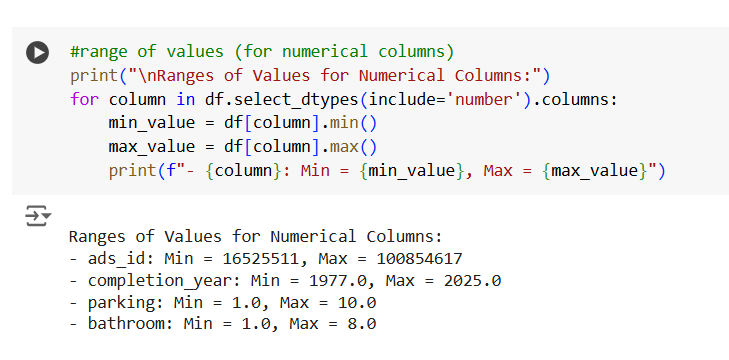 #range of values (for numerical columns)
print("\nRanges of Values for Numerical Columns:")
for column in df.select_dtypes(include='number').columns:
    min_value = df[column].min()
    max_value = df[column].max()
    print(f"- {column}: Min = {min_value}, Max = {max_value}")
Ranges of Values for Numerical Columns:
- ads_id: Min = 16525511, Max = 100854617
- completion_year: Min = 1977.0, Max = 2025.0
- parking: Min = 1.0, Max = 10.0
- bathroom: Min = 1.0, Max = 8.0